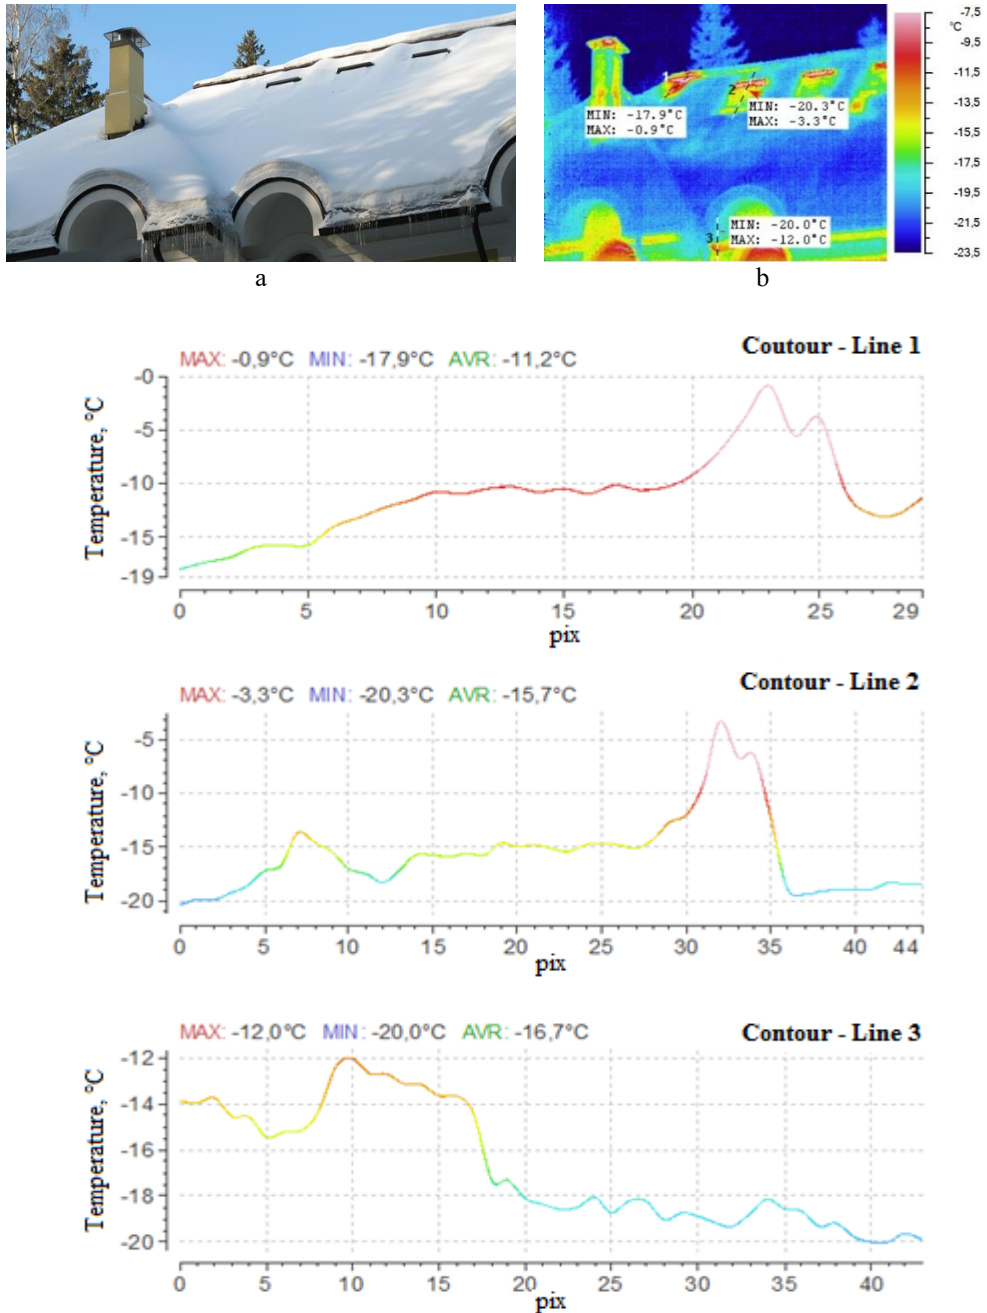 -7,5
°C
-9,5
-11,5
-13,5
-15,5
-17,5
-19,5
-21,5
-23,5
1
2
MIN: -17.9°C
MAX: -0.9°C
MIN: -20.3°C
MAX: -3.3°C
3
MIN: -20.0°C
MAX: -12.0°C
a
b
MAX: -0,9°C MIN: -17,9°C AVR: -11,2°C
Coutour - Line 1
Temperature, °C
-0
-5
-10
-15
-19
0 5 10 15 20 25 29
pix
MAX: -3,3°C MIN: -20,3°C AVR: -15,7°C
Contour - Line 2
Temperature, °C
-5
-10
-15
-20
0 5 10 15 20 25 30 35 40 44
pix
MAX: -12,0°C MIN: -20,0°C AVR: -16,7°C
Contour - Line 3
Temperature, °C
-12
-14
-16
-18
-20
0 5 10 15 20 25 30 35 40
pix